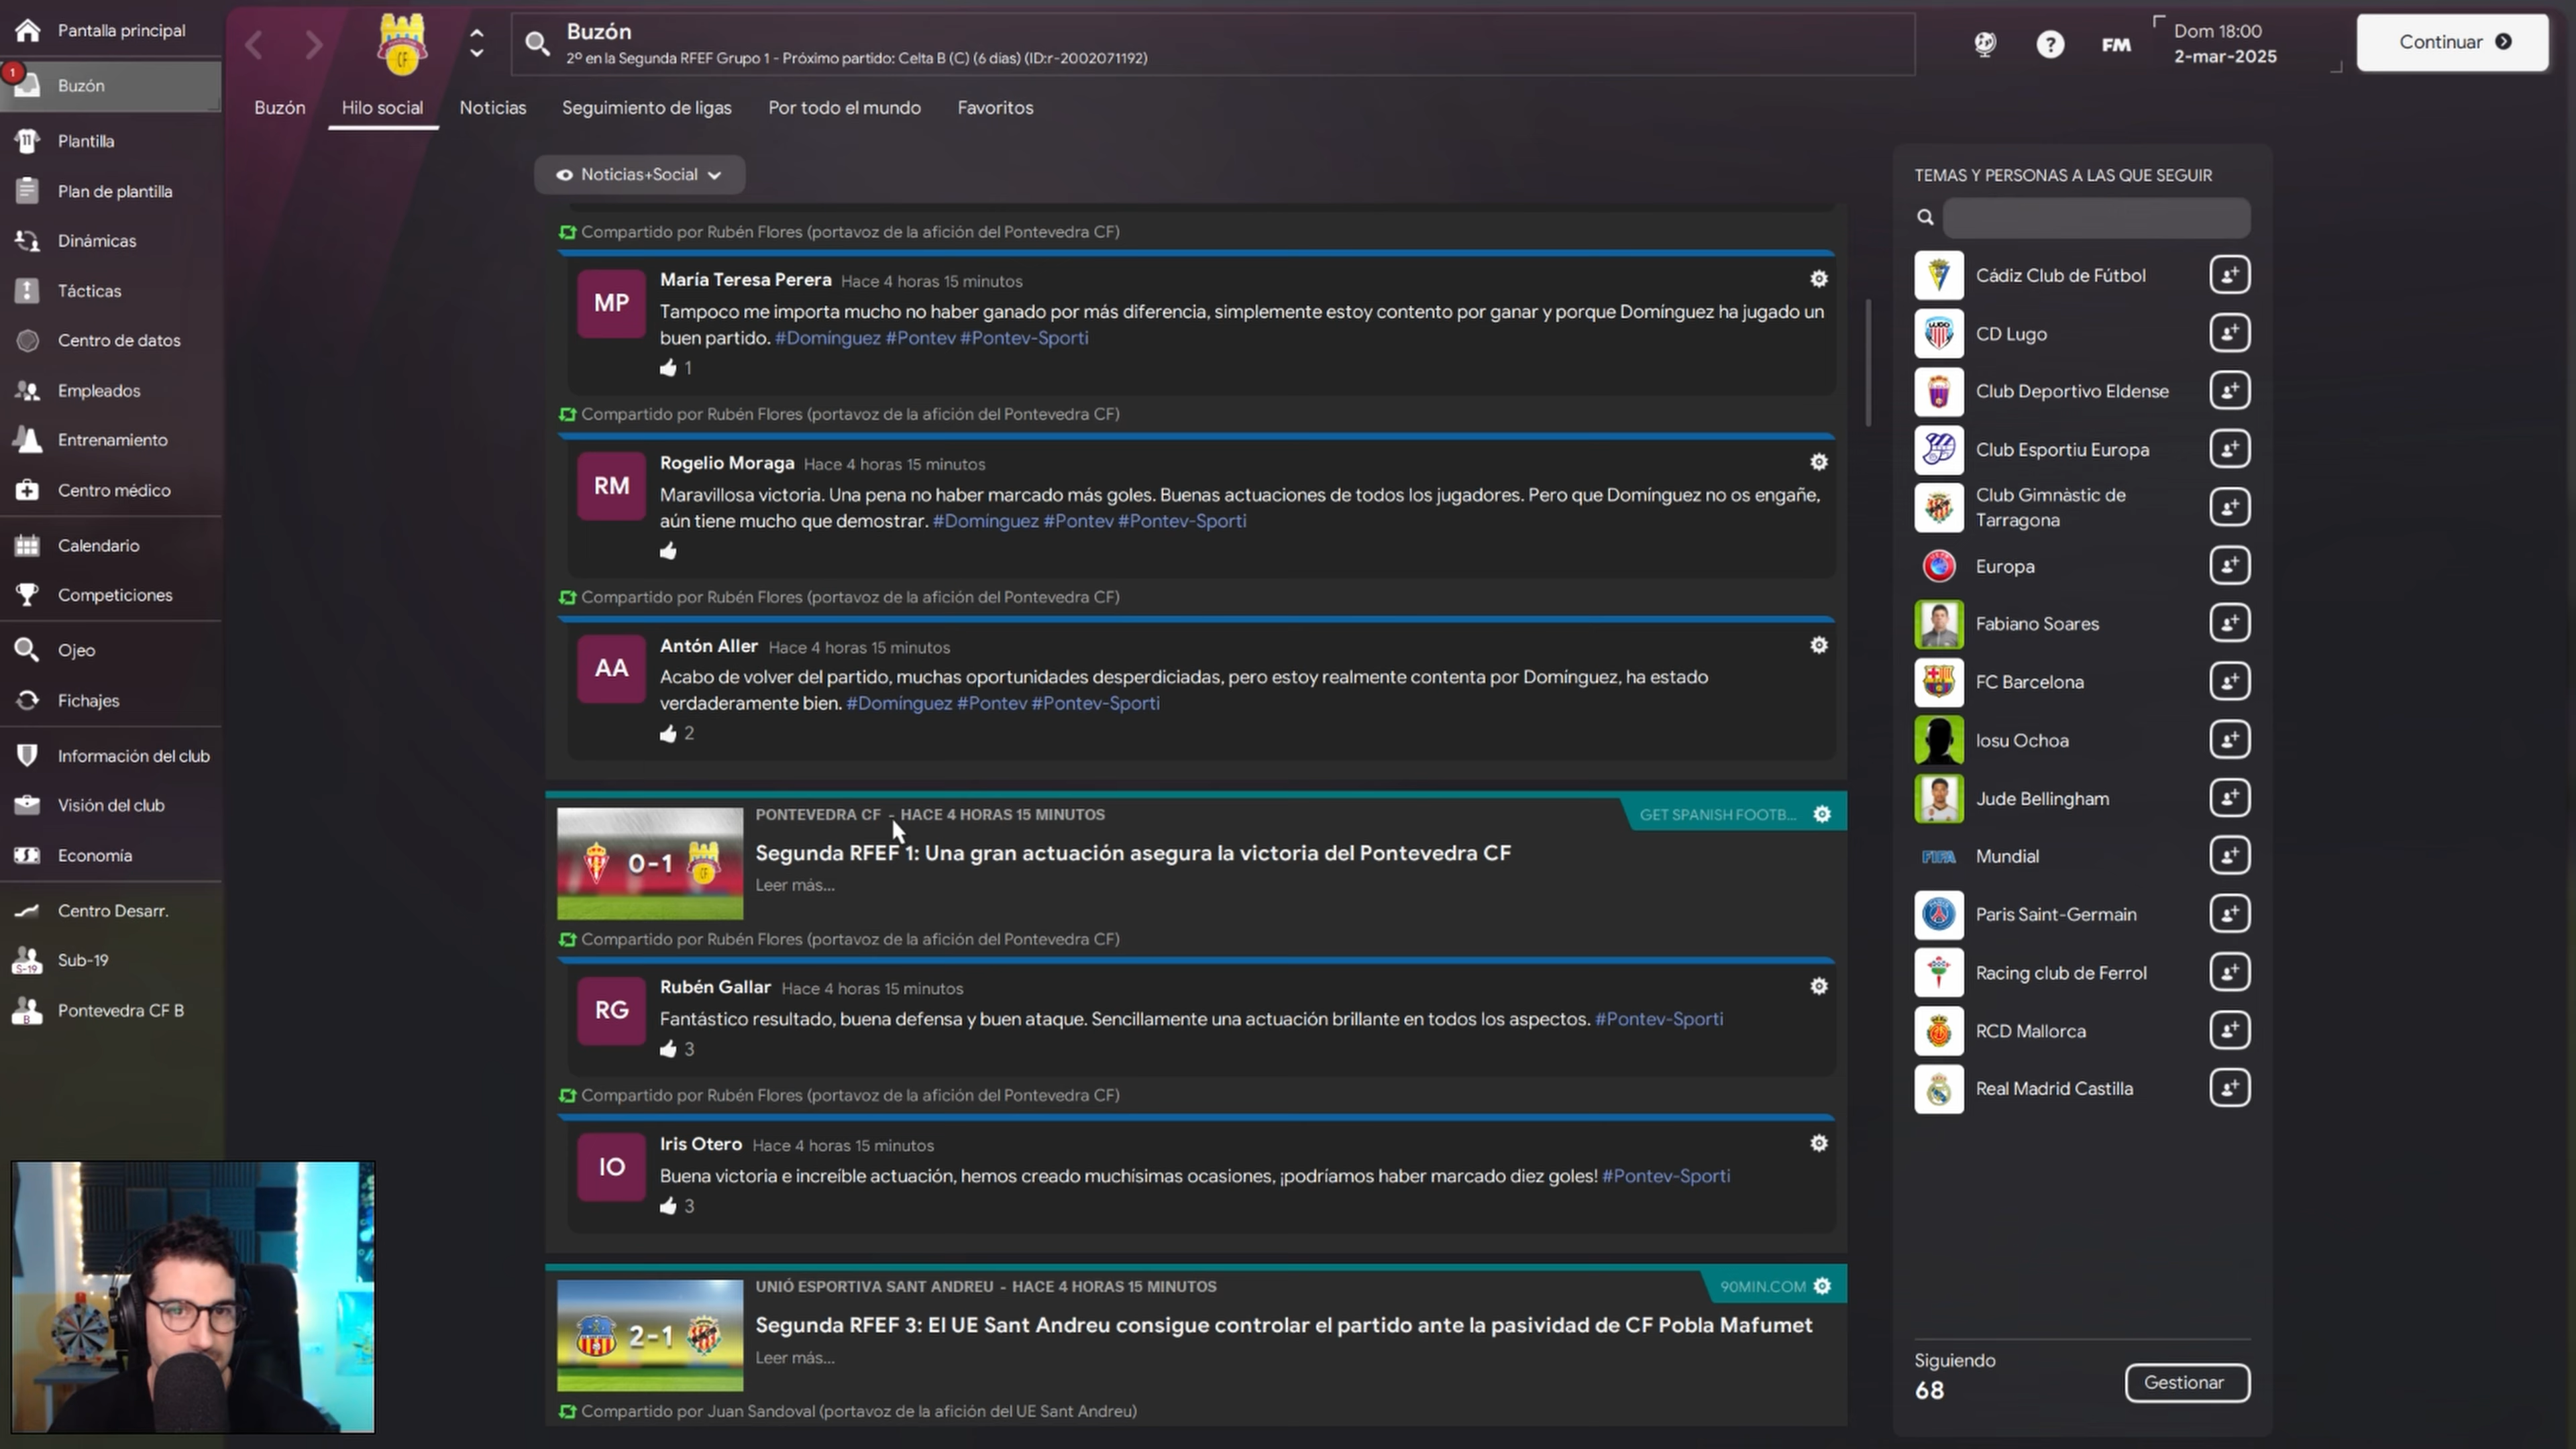 Pantalla principal
1
Buzón
Plantilla
Plan de plantilla
Dinámicas
Tácticas
Centro de datos
Empleados
Entrenamiento
Centro médico
Calendario
Competiciones
Ojeo
Fichajes
Información del club
Visión del club
Economía
Centro Desarr.
S-19
Sub-19
B
Pontevedra CF B
CF
Buzón
2º en la Segunda RFEF Grupo 1 - Próximo partido: Celta B (C) (6 días) (ID:r-2002071192)
?
FM
Dom 18:00
2-mar-2025
Continuar
Buzón
Hilo social
Noticias
Seguimiento de ligas
Por todo el mundo
Favoritos
Noticias+Social
Compartido por Rubén Flores (portavoz de la afición del Pontevedra CF)
MP
María Teresa Perera Hace 4 horas 15 minutos
Tampoco me importa mucho no haber ganado por más diferencia, simplemente estoy contento por ganar y porque Domínguez ha jugado un
buen partido. #Domínguez #Pontev #Pontev-Sporti
1
Compartido por Rubén Flores (portavoz de la afición del Pontevedra CF)
RM
Rogelio Moraga Hace 4 horas 15 minutos
Maravillosa victoria. Una pena no haber marcado más goles. Buenas actuaciones de todos los jugadores. Pero que Domínguez no os engañe,
aún tiene mucho que demostrar. #Domínguez #Pontev #Pontev-Sporti
Compartido por Rubén Flores (portavoz de la afición del Pontevedra CF)
AA
Antón Aller Hace 4 horas 15 minutos
Acabo de volver del partido, muchas oportunidades desperdiciadas, pero estoy realmente contenta por Domínguez, ha estado
verdaderamente bien. #Domínguez #Pontev #Pontev-Sporti
2
PONTEVEDRA CF - HACE 4 HORAS 15 MINUTOS
GET SPANISH FOOTB...
0-1
CF
Segunda RFEF 1: Una gran actuación asegura la victoria del Pontevedra CF
Leer más...
Compartido por Rubén Flores (portavoz de la afición del Pontevedra CF)
RG
Rubén Gallar Hace 4 horas 15 minutos
Fantástico resultado, buena defensa y buen ataque. Sencillamente una actuación brillante en todos los aspectos. #Pontev-Sporti
3
Compartido por Rubén Flores (portavoz de la afición del Pontevedra CF)
IO
Iris Otero Hace 4 horas 15 minutos
Buena victoria e increíble actuación, hemos creado muchísimas ocasiones, ¡podríamos haber marcado diez goles! #Pontev-Sporti
3
UNIÓ ESPORTIVA SANT ANDREU - HACE 4 HORAS 15 MINUTOS
90MIN.COM
2-1
Segunda RFEF 3: El UE Sant Andreu consigue controlar el partido ante la pasividad de CF Pobla Mafumet
Leer más...
Compartido por Juan Sandoval (portavoz de la afición del UE Sant Andreu)
TEMAS Y PERSONAS A LAS QUE SEGUIR
Cádiz Club de Fútbol
LUGO
CD Lugo
Club Deportivo Eldense
Club Esportiu Europa
Club Gimnàstic de
Tarragona
Europa
Fabiano Soares
FC Barcelona
Iosu Ochoa
Jude Bellingham
FIFA
Mundial
Paris Saint-Germain
Racing club de Ferrol
RCD Mallorca
Real Madrid Castilla
Siguiendo
68
Gestionar